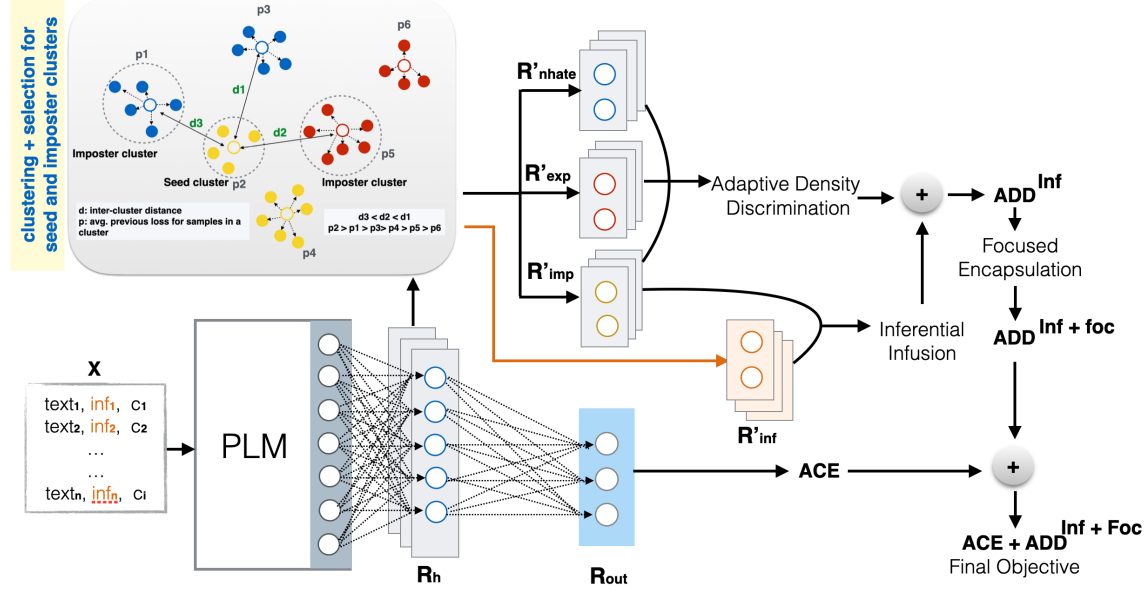 clustering + selection for
seed and imposter clusters
p3
p6
p1
d1
d3
d2
p5
Imposter cluster
Seed cluster
p2
Imposter cluster
d: inter-cluster distance
p: avg. previous loss for samples in a
cluster
d3 < d2 < d1
p2 > p1 > p3> p4 > p5 > p6
p4
R'nhate
R'exp
R'imp
Adaptive Density
Discrimination
+
ADD Inf
Focused
Encapsulation
ADD Inf + foc
Inferential
Infusion
R'inf
X
text1, inf1, c1
text2, inf2, c2
...
...
textn, infn, ci
PLM
Rh
Rout
ACE
+
ACE + ADD Inf + Foc
Final Objective